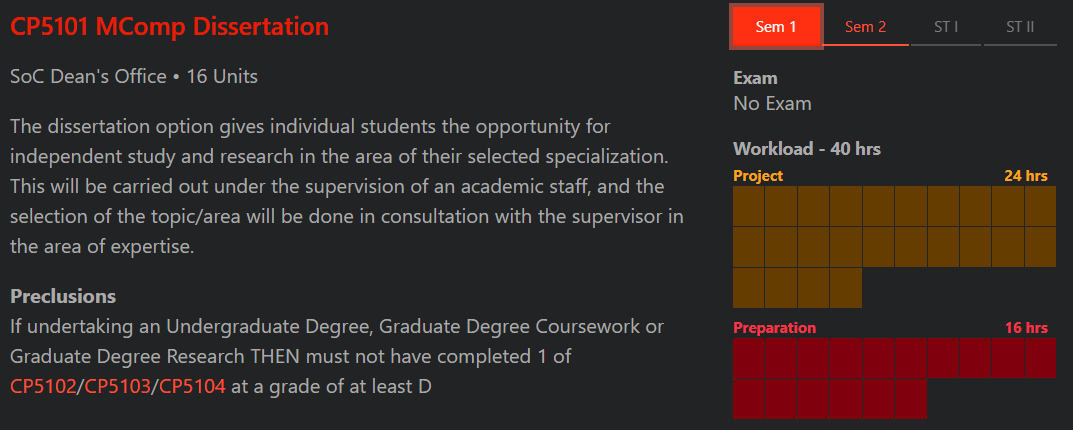 CP5101 MComp Dissertation
SoC Dean's Office • 16 Units
The dissertation option gives individual students the opportunity for
independent study and research in the area of their selected specialization.
This will be carried out under the supervision of an academic staff, and the
selection of the topic/area will be done in consultation with the supervisor in
the area of expertise.
Preclusions
If undertaking an Undergraduate Degree, Graduate Degree Coursework or
Graduate Degree Research THEN must not have completed 1 of
CP5102/CP5103/CP5104 at a grade of at least D
Sem 1 Sem 2 ST I ST II
Exam
No Exam
Workload - 40 hrs
Project 24 hrs
Preparation 16 hrs